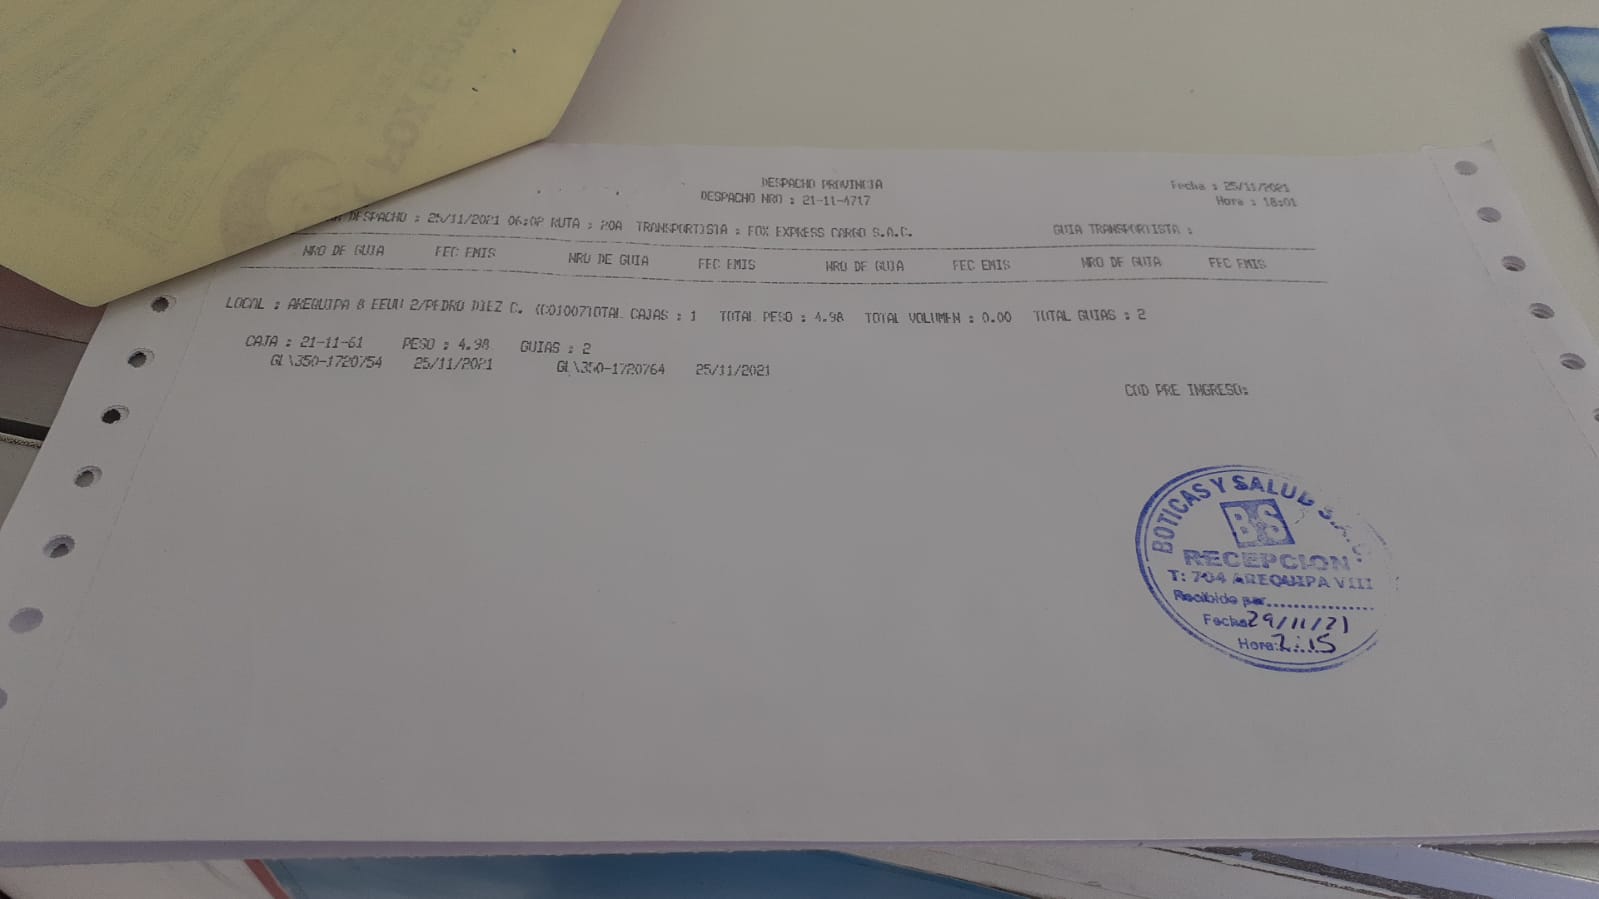 FOX Express
DESPACHO PROVINCIA
Fecha : 25/11/2021
DESPACHO NRO : 21-11-4717
Hora : 18:01
DESPACHO : 25/11/2021 06:02 RUTA : 20A TRANSPORTISTA : FOX EXPRESS CARGO S.A.C.
GUIA TRANSPORTISTA :
NRO DE GUIA FEC EMIS NRO DE GUIA FEC EMIS NRO DE GUIA FEC EMIS NRO DE GUIA FEC EMIS
LOCAL : AREQUIPA 8 EEUU 2/PEDRO DIEZ C. (C01007)OTAL CAJAS : 1 TOTAL PESO : 4.98 TOTAL VOLUMEN : 0.00 TOTAL GUIAS : 2
CAJA : 21-11-61 PESO : 4.98 GUIAS : 2
GL\350-1720754 25/11/2021 GL\350-1720764 25/11/2021
COD PRE INGRESO:
BOTICAS Y SALUD S.A.C.
B S
RECEPCION
T: 704 AREQUIPA VIII
Recibido por
Fecha 29/11/21
Hora: 2:15